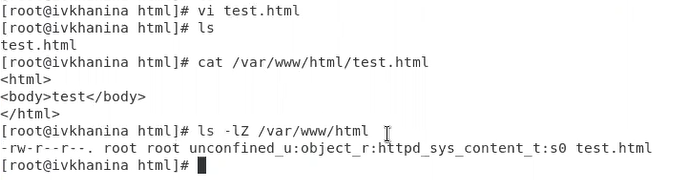 [root@ivkhanina html]# vi test.html
[root@ivkhanina html]# ls
test.html
[root@ivkhanina html]# cat /var/www/html/test.html
<html>
<body>test</body>
</html>
[root@ivkhanina html]# ls -lZ /var/www/html
-rw-r--r--. root root unconfined_u:object_r:httpd_sys_content_t:s0 test.html
[root@ivkhanina html]#